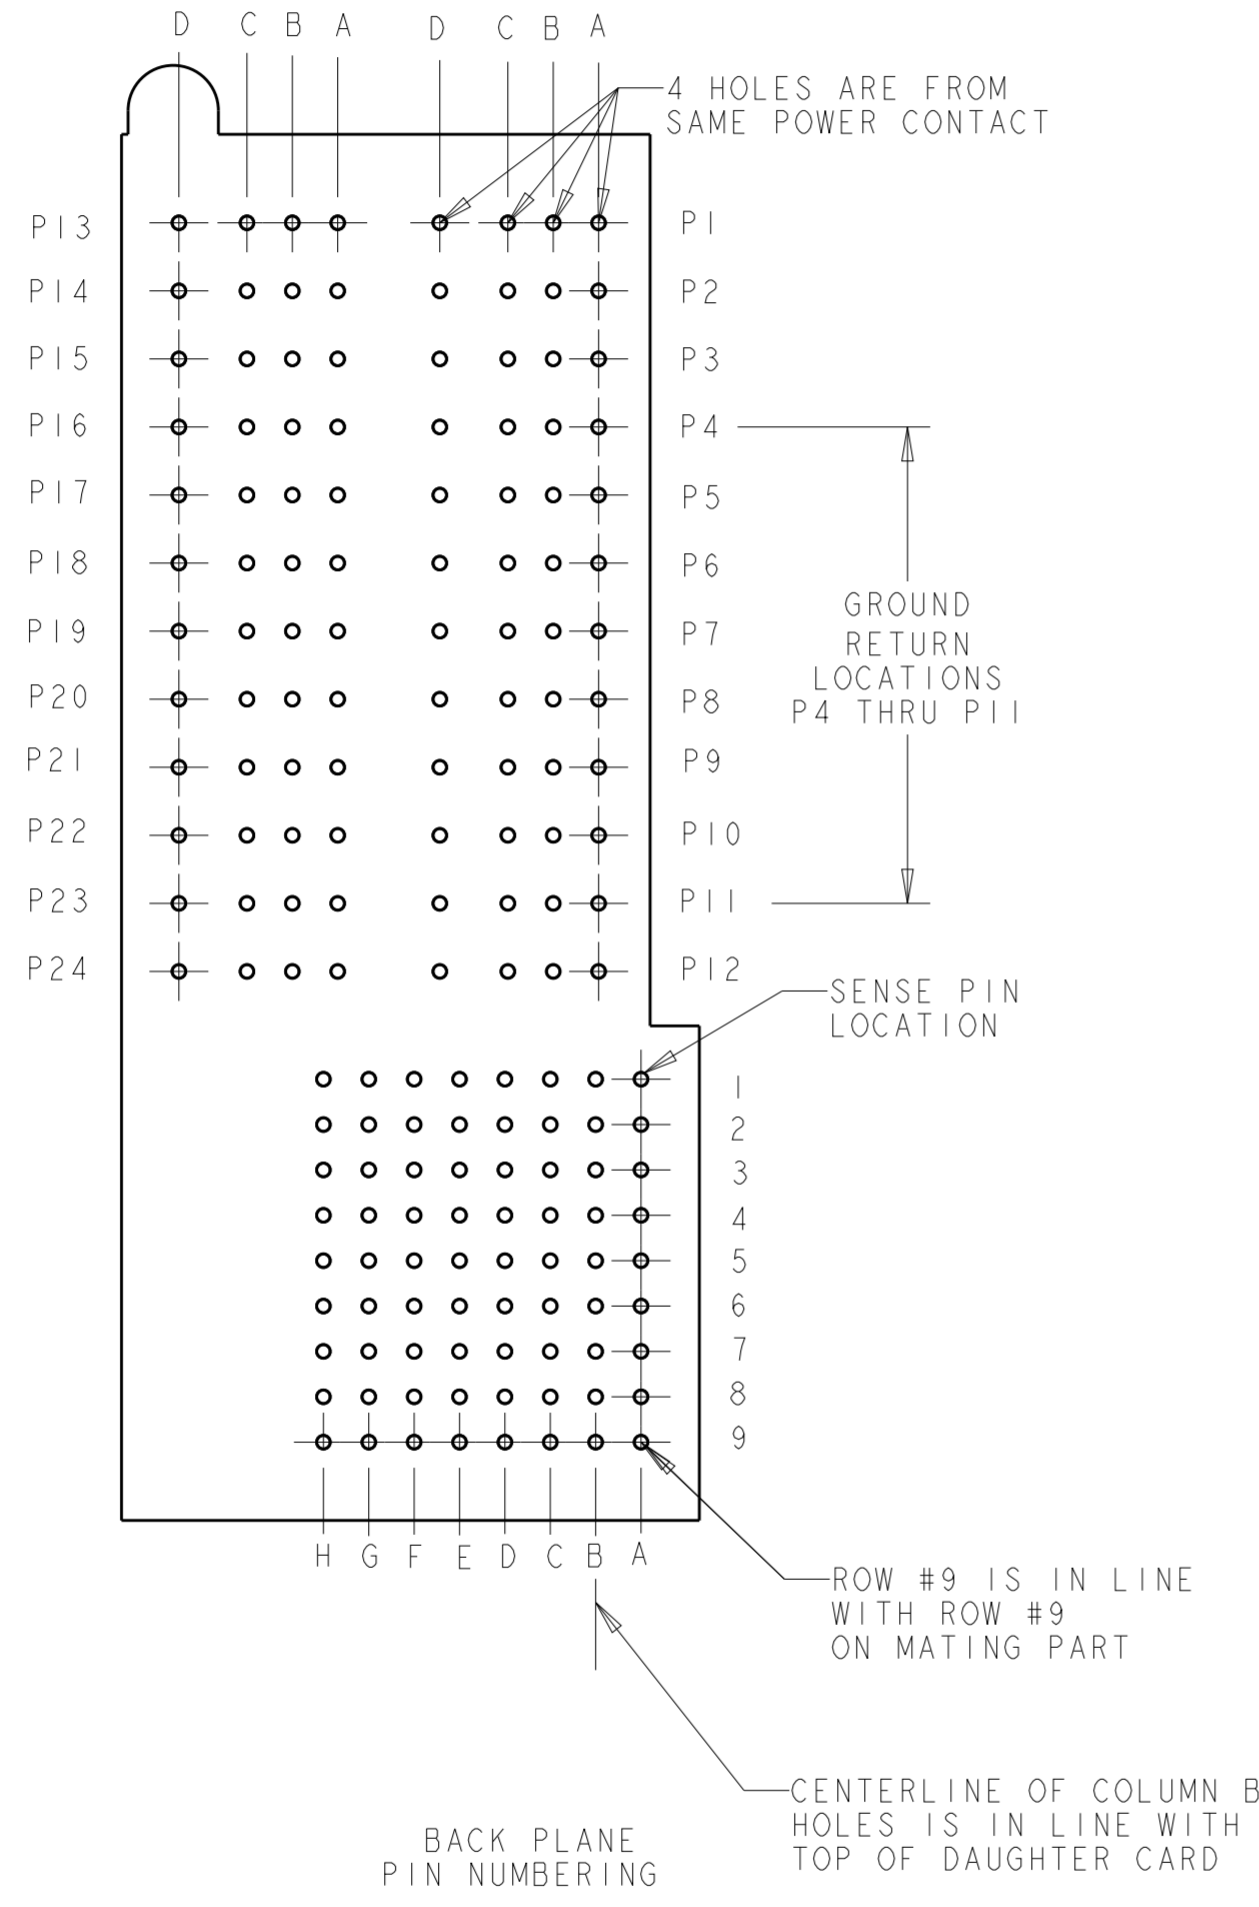 D C B A D C B A
4 HOLES ARE FROM
SAME POWER CONTACT
P13 P1
P14 P2
P15 P3
P16 P4
P17 P5
P18 P6
P19 P7
P20 P8
P21 P9
P22 P10
P23 P11
P24 P12
GROUND
RETURN
LOCATIONS
P4 THRU P11
SENSE PIN
LOCATION
1
2
3
4
5
6
7
8
9
H G F E D C B A
ROW #9 IS IN LINE
WITH ROW #9
ON MATING PART
CENTERLINE OF COLUMN B
HOLES IS IN LINE WITH
TOP OF DAUGHTER CARD
BACK PLANE
PIN NUMBERING